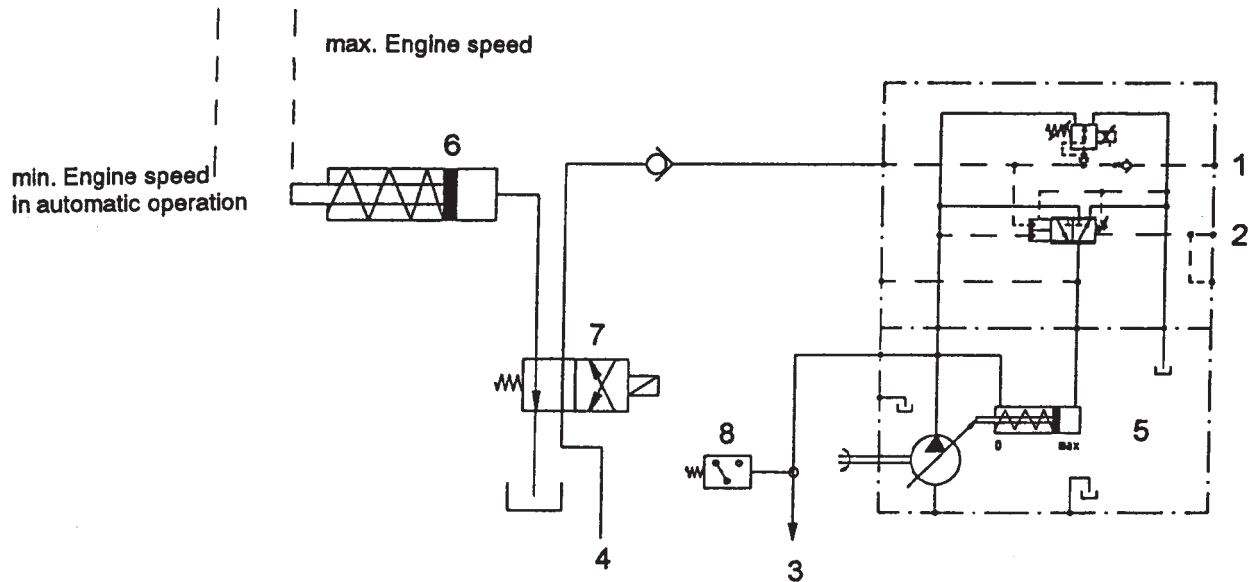 max. Engine speed
min. Engine speed
in automatic operation
6
1
2
7
8
5
0 max
4
3